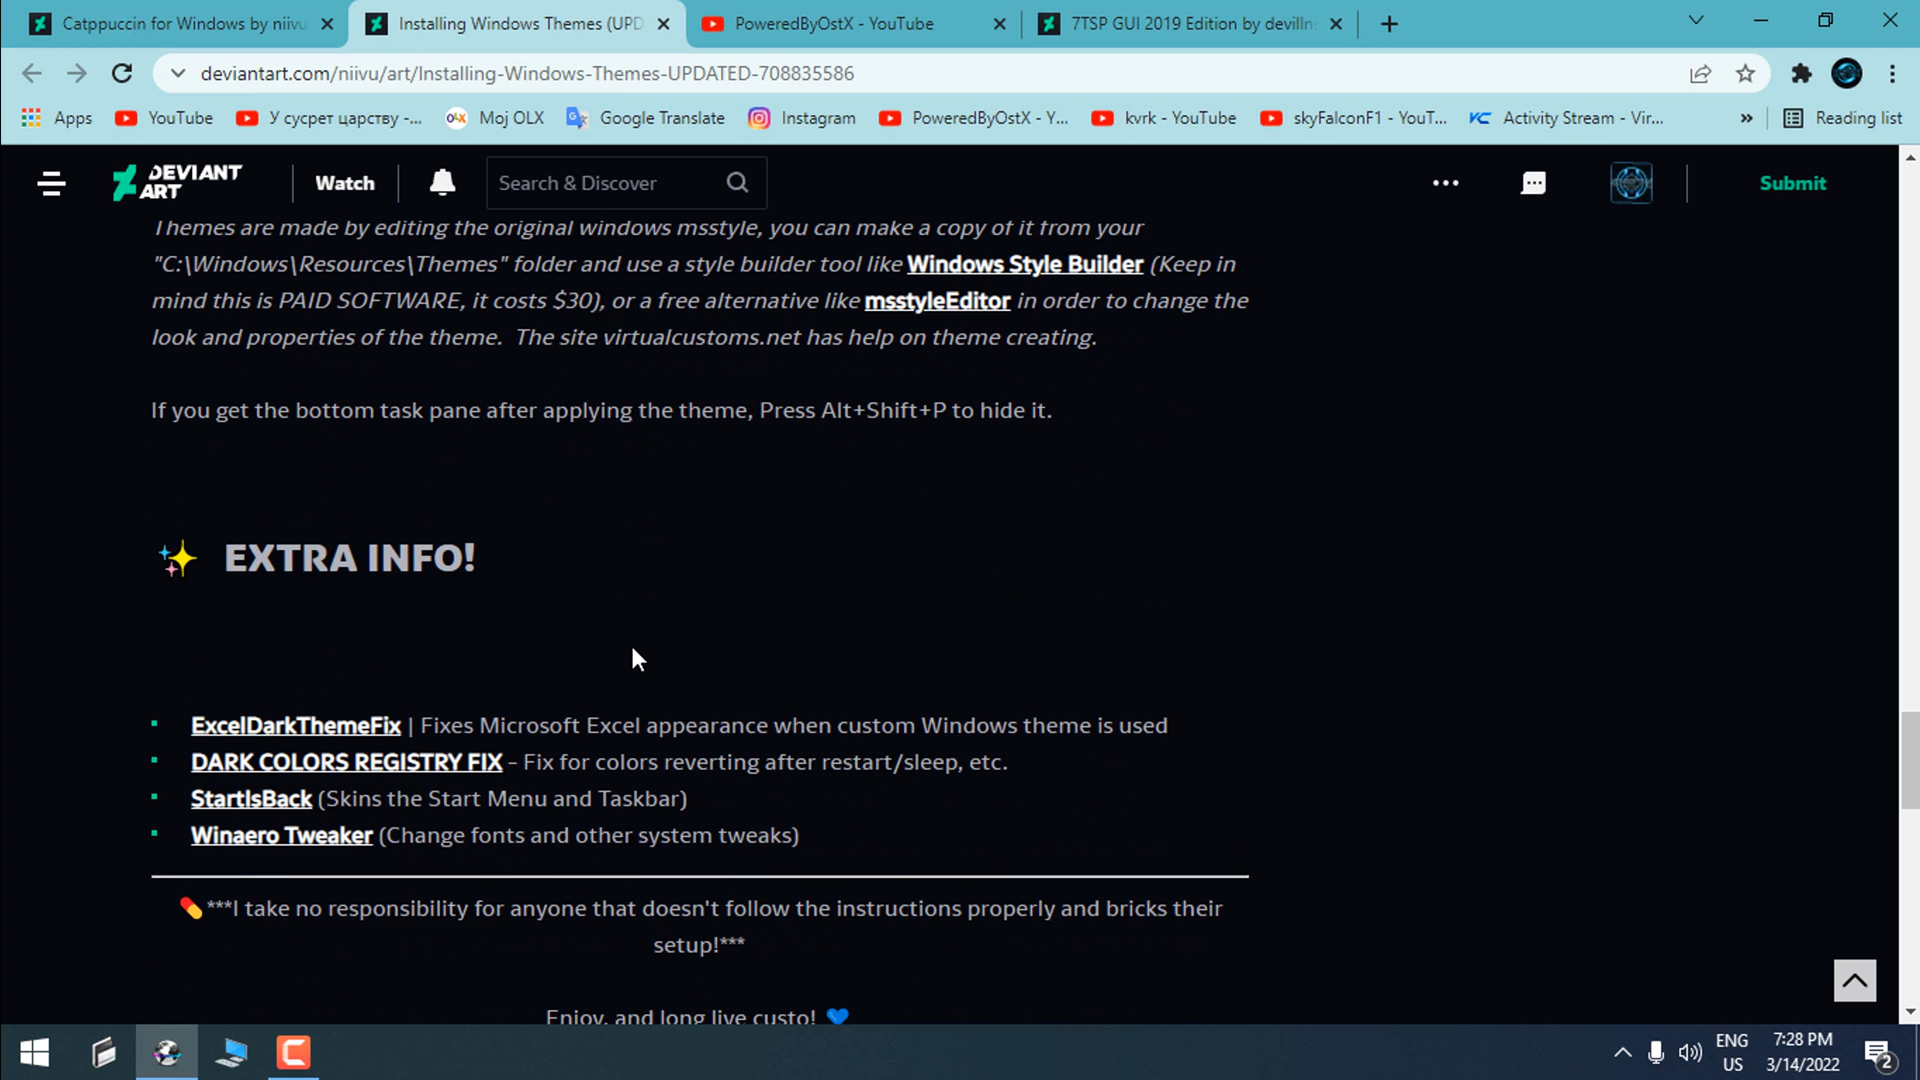 Catppuccin for Windows by niivu
Installing Windows Themes (UPD
PoweredByOstX - YouTube
7TSP GUI 2019 Edition by devilln
deviantart.com/niivu/art/Installing-Windows-Themes-UPDATED-708835586
Apps
YouTube
У сусрет царству -...
Moj OLX
Google Translate
Instagram
PoweredByOstX - Y...
kvrk - YouTube
skyFalconF1 - YouT...
Activity Stream - Vir...
»
Reading list
DEVIANT
ART
Watch
Search & Discover
Submit
Themes are made by editing the original windows msstyle, you can make a copy of it from your
"C:\Windows\Resources\Themes" folder and use a style builder tool like Windows Style Builder (Keep in
mind this is PAID SOFTWARE, it costs $30), or a free alternative like msstyleEditor in order to change the
look and properties of the theme. The site virtualcustoms.net has help on theme creating.
If you get the bottom task pane after applying the theme, Press Alt+Shift+P to hide it.
✨ EXTRA INFO!
ExcelDarkThemeFix | Fixes Microsoft Excel appearance when custom Windows theme is used
DARK COLORS REGISTRY FIX – Fix for colors reverting after restart/sleep, etc.
StartIsBack (Skins the Start Menu and Taskbar)
Winaero Tweaker (Change fonts and other system tweaks)
💊***I take no responsibility for anyone that doesn't follow the instructions properly and bricks their
setup!***
Enjoy, and long live custo! 💙
ENG
US
7:28 PM
3/14/2022
2